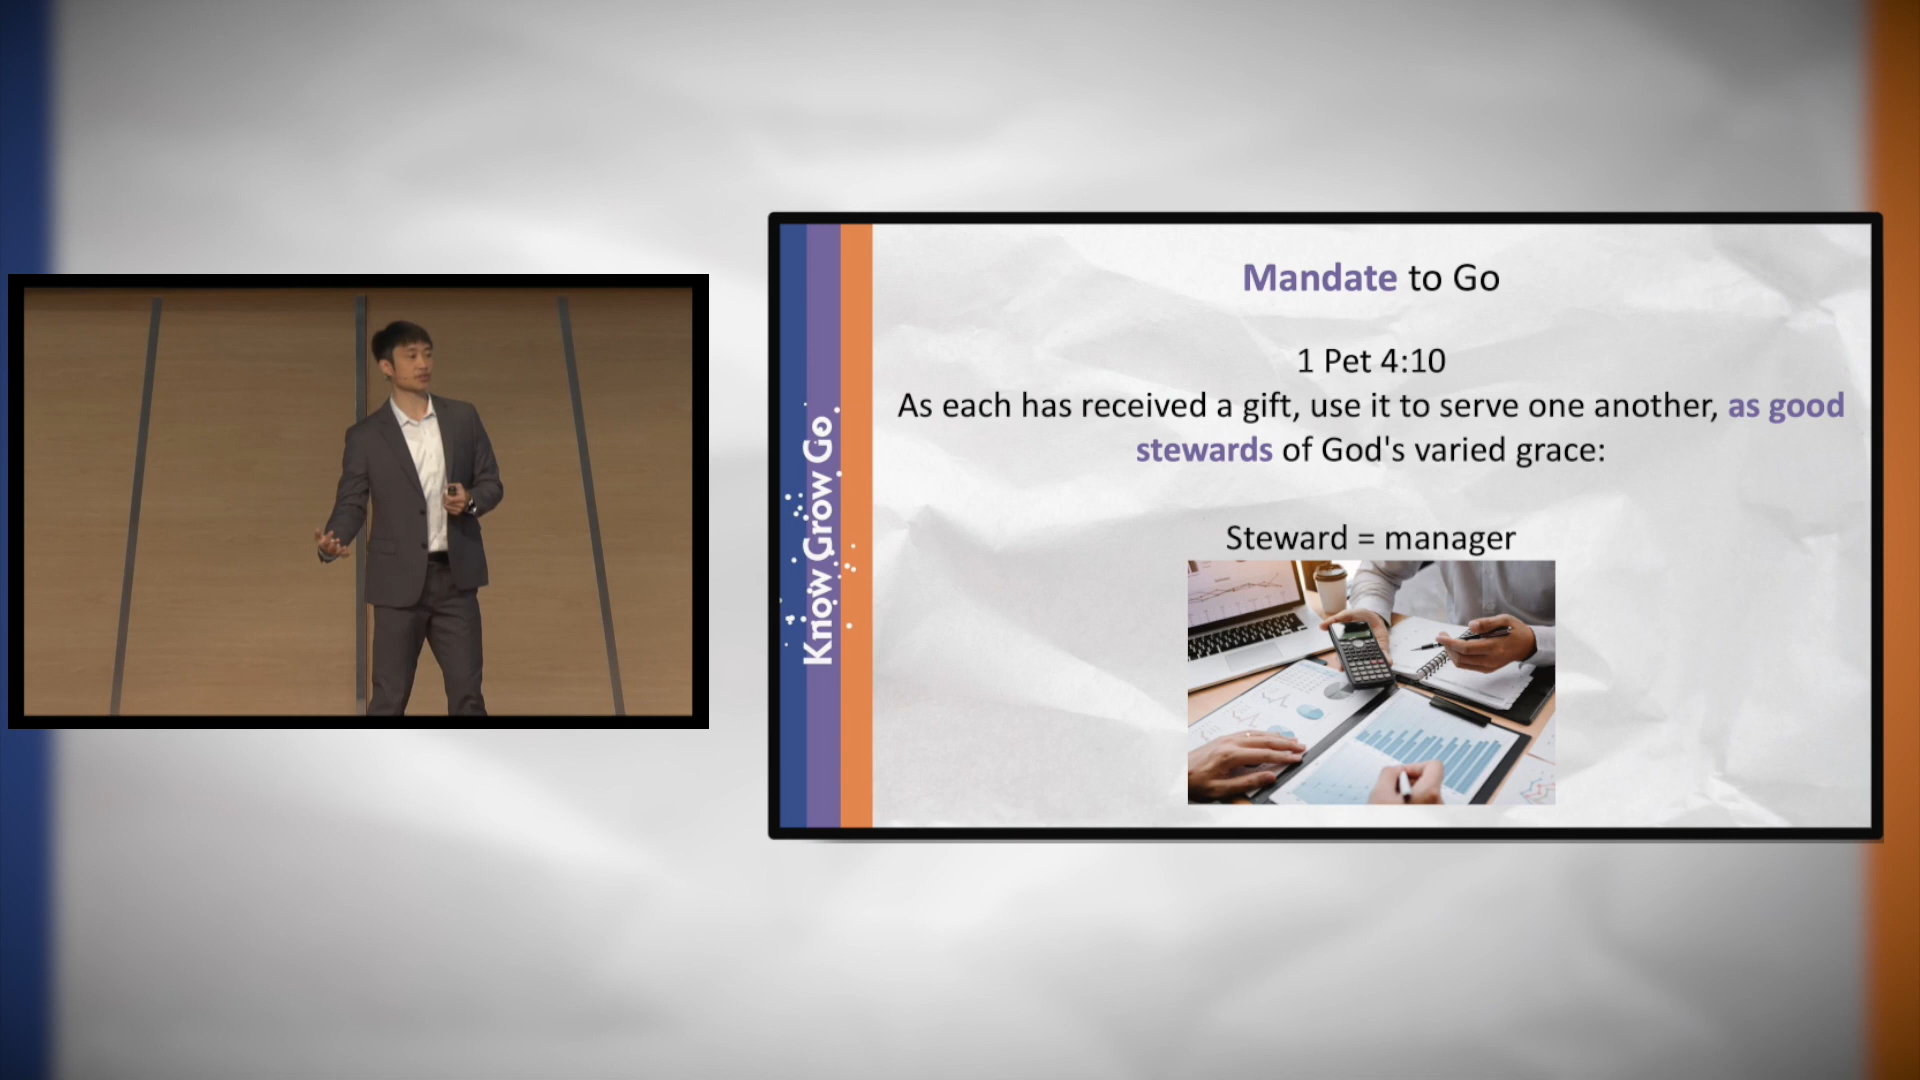 Mandate to Go
1 Pet 4:10
As each has received a gift, use it to serve one another, as good
stewards of God's varied grace:
Steward = manager
Know Grow Go